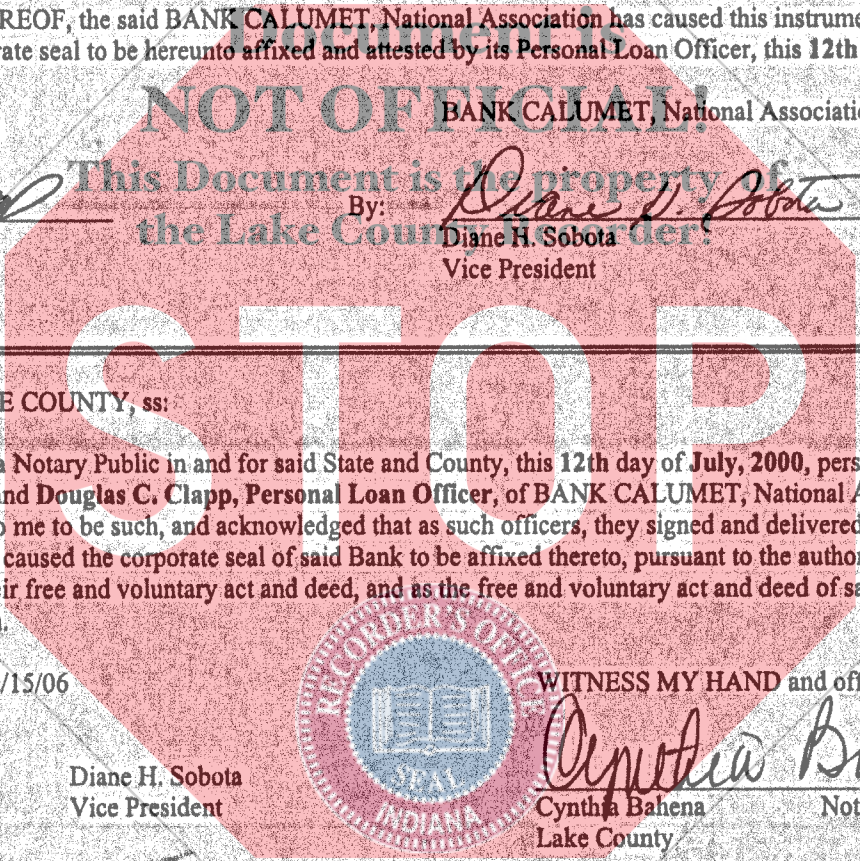 REOF, the said BANK CALUMET, National Association has caused this instrum
rate seal to be hereunto affixed and attested by its Personal Loan Officer, this 12th
Document is
NOT OFFICIAL!
BANK CALUMET, National Associati
This Document is the property of
the Lake County Recorder!
By: Diane H. Sobota
Diane H. Sobota
Vice President
STOP
E COUNTY, ss:
a Notary Public in and for said State and County, this 12th day of July, 2000, pers
and Douglas C. Clapp, Personal Loan Officer, of BANK CALUMET, National A
o me to be such, and acknowledged that as such officers, they signed and delivered
caused the corporate seal of said Bank to be affixed thereto, pursuant to the author
eir free and voluntary act and deed, and as the free and voluntary act and deed of sa
/15/06
WITNESS MY HAND and off
RECORDER'S OFFICE
SEAL
INDIANA
Cynthia B
Diane H. Sobota
Vice President
Cynthia Bahena Not
Lake County